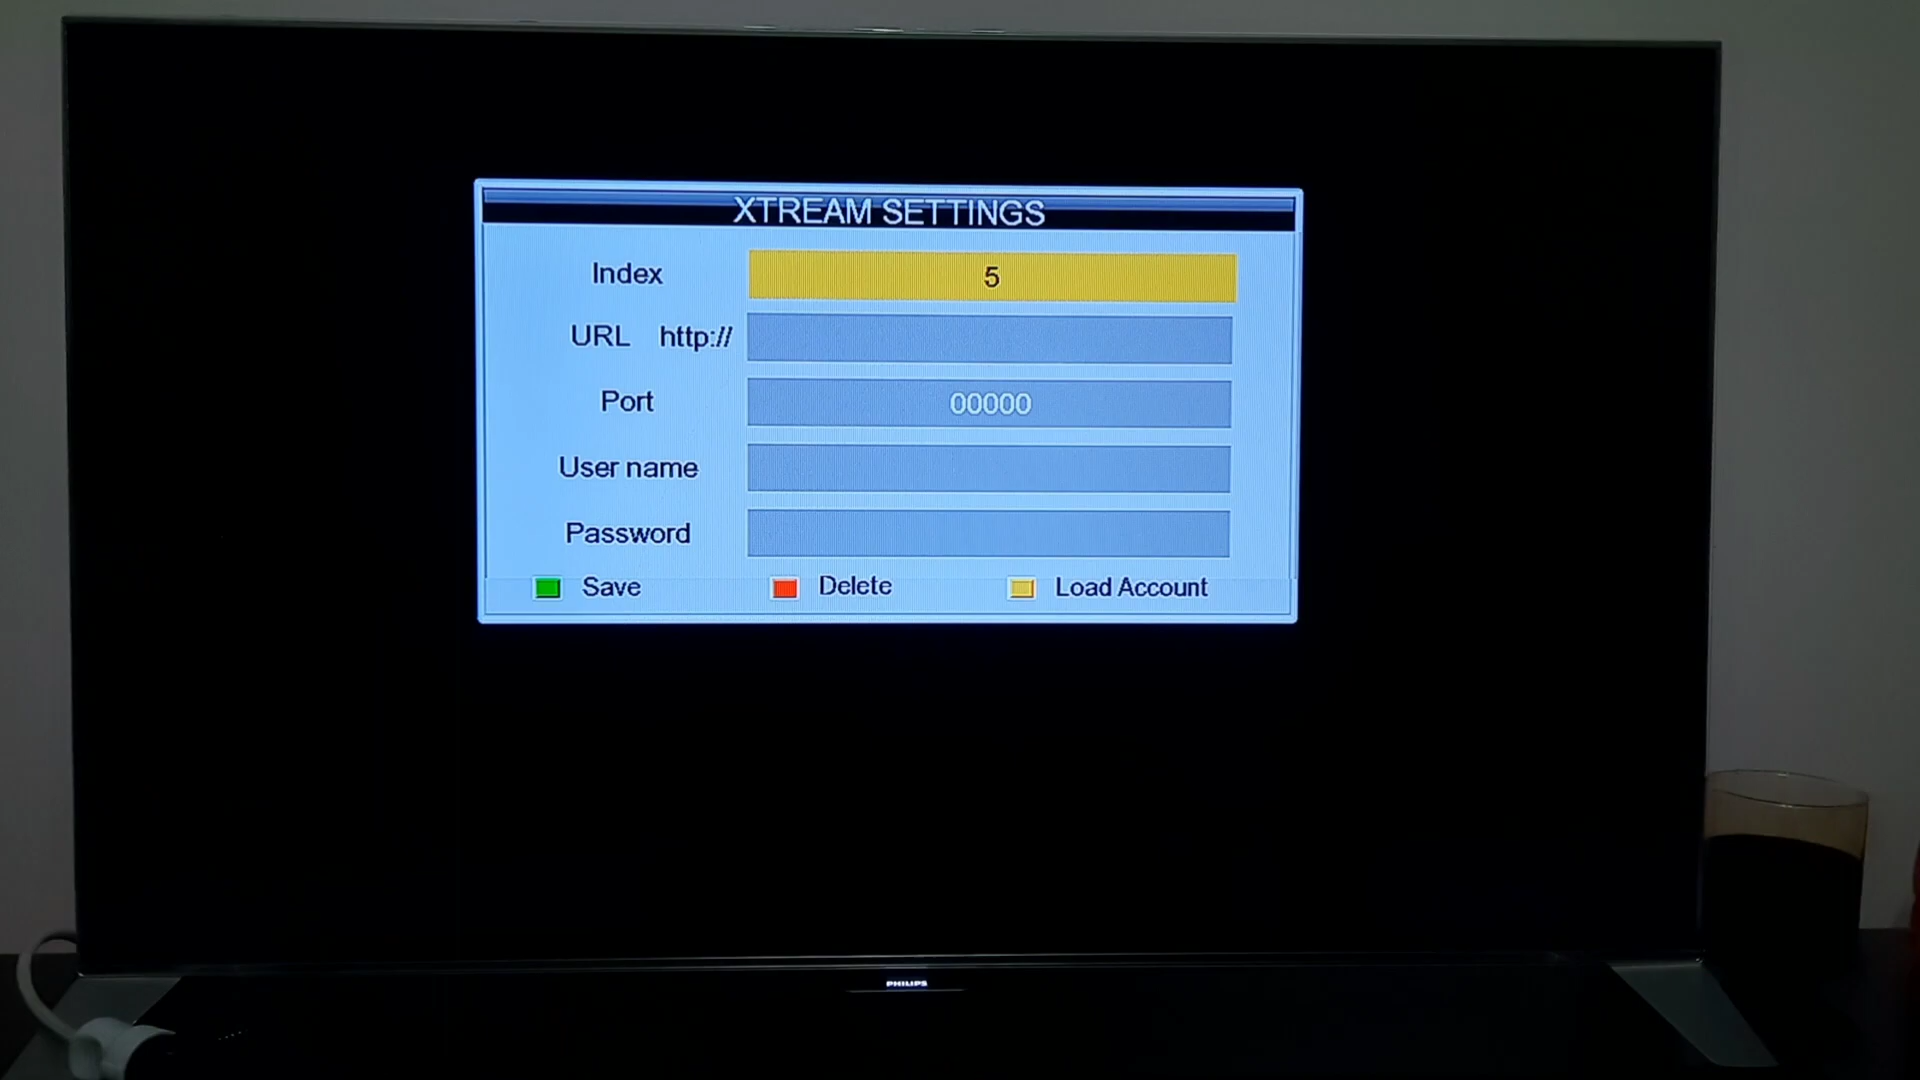 XTREAM SETTINGS
Index 5
URL http://
Port 00000
User name
Password
Save Delete Load Account
PHILIPS